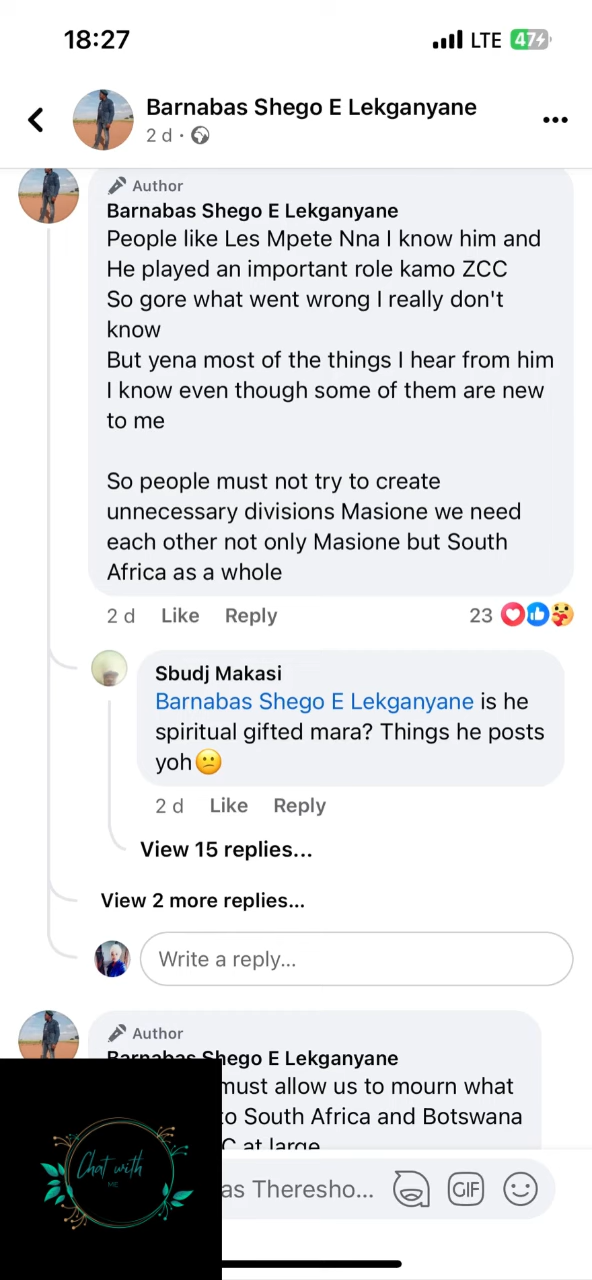 18:27
LTE 47
Barnabas Shego E Lekganyane
2 d ·
Author
Barnabas Shego E Lekganyane
People like Les Mpete Nna I know him and
He played an important role kamo ZCC
So gore what went wrong I really don't
know
But yena most of the things I hear from him
I know even though some of them are new
to me
So people must not try to create
unnecessary divisions Masione we need
each other not only Masione but South
Africa as a whole
2 d Like Reply 23
Sbudj Makasi
Barnabas Shego E Lekganyane is he
spiritual gifted mara? Things he posts
yoh😕
2 d Like Reply
View 15 replies...
View 2 more replies...
Write a reply...
Author
Barnabas Shego E Lekganyane
must allow us to mourn what
to South Africa and Botswana
C at large
as Theresho...
GIF
Chat with
ME